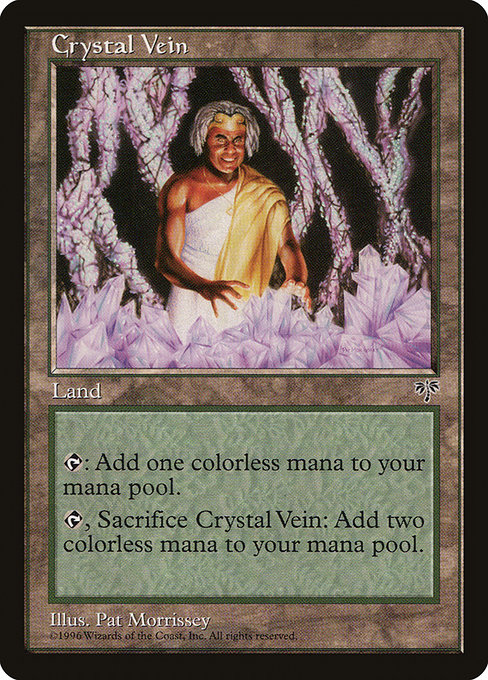 Crystal Vein
Land
: Add one colorless mana to your
mana pool.
, Sacrifice Crystal Vein: Add two
colorless mana to your mana pool.
Illus. Pat Morrissey
©1996 Wizards of the Coast, Inc. All rights reserved.